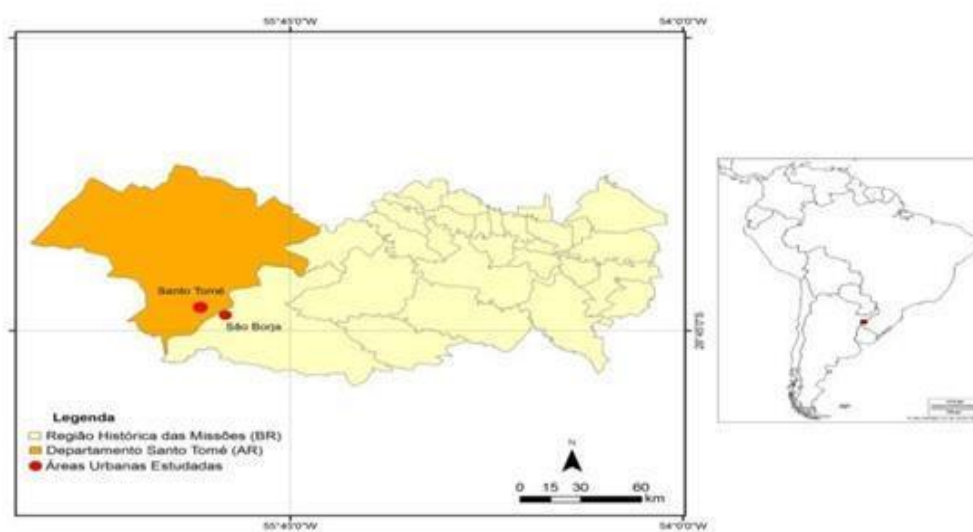 55°45'0"W
54°0'0"W
Santo Tomé
São Borja
28°45'0"S
Legenda
Região Histórica das Missões (BR)
Departamento Santo Tomé (AR)
Áreas Urbanas Estudadas
N
0 15 30 60
km
55°45'0"W
54°0'0"W